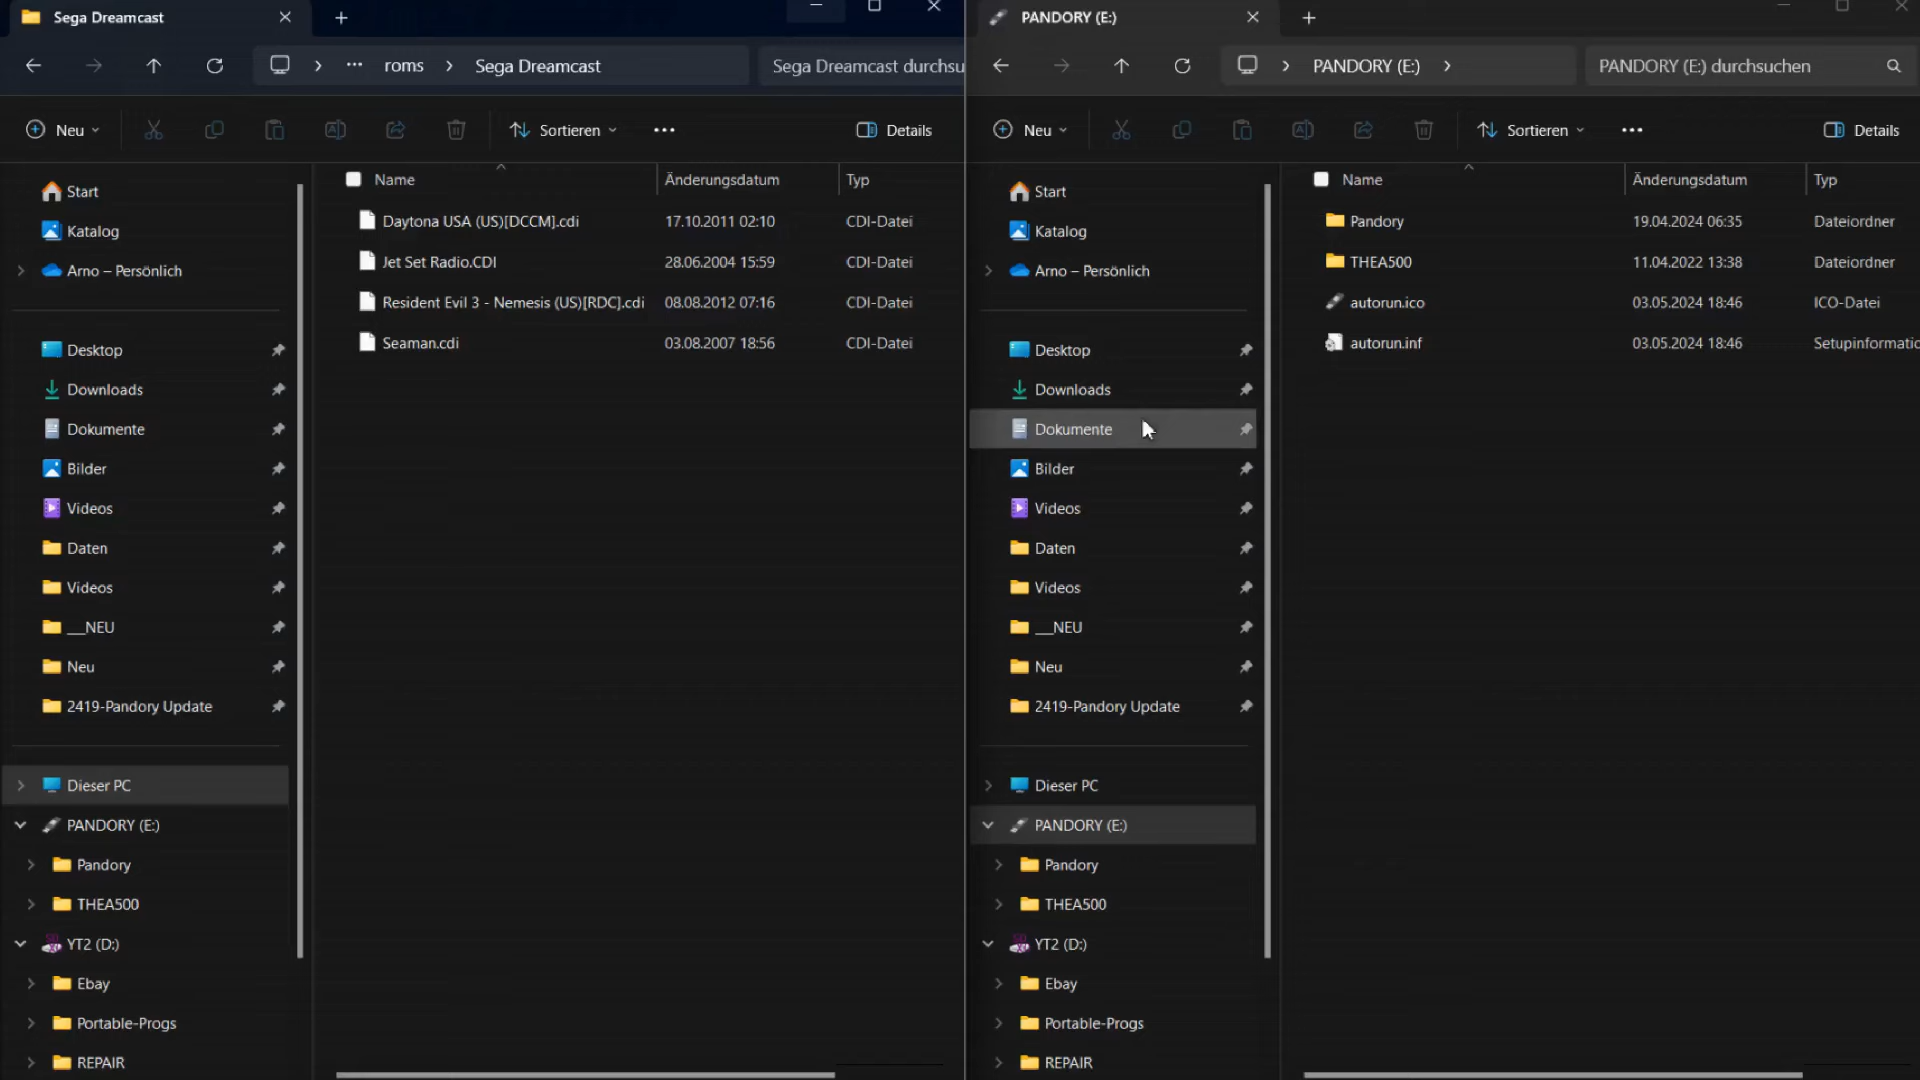 Sega Dreamcast
roms
Sega Dreamcast
Sega Dreamcast durchsu
Neu
Sortieren
Details
Start
Katalog
Arno – Persönlich
Desktop
Downloads
Dokumente
Bilder
Videos
Daten
Videos
__NEU
Neu
2419-Pandory Update
Dieser PC
PANDORY (E:)
Pandory
THEA500
YT2 (D:)
Ebay
Portable-Progs
REPAIR
Name Änderungsdatum Typ
Daytona USA (US)[DCCM].cdi 17.10.2011 02:10 CDI-Datei
Jet Set Radio.CDI 28.06.2004 15:59 CDI-Datei
Resident Evil 3 - Nemesis (US)[RDC].cdi 08.08.2012 07:16 CDI-Datei
Seaman.cdi 03.08.2007 18:56 CDI-Datei
PANDORY (E:)
PANDORY (E:)
PANDORY (E:) durchsuchen
Neu
Sortieren
Details
Start
Katalog
Arno – Persönlich
Desktop
Downloads
Dokumente
Bilder
Videos
Daten
Videos
__NEU
Neu
2419-Pandory Update
Dieser PC
PANDORY (E:)
Pandory
THEA500
YT2 (D:)
Ebay
Portable-Progs
REPAIR
Name Änderungsdatum Typ
Pandory 19.04.2024 06:35 Dateiordner
THEA500 11.04.2022 13:38 Dateiordner
autorun.ico 03.05.2024 18:46 ICO-Datei
autorun.inf 03.05.2024 18:46 Setupinformatio